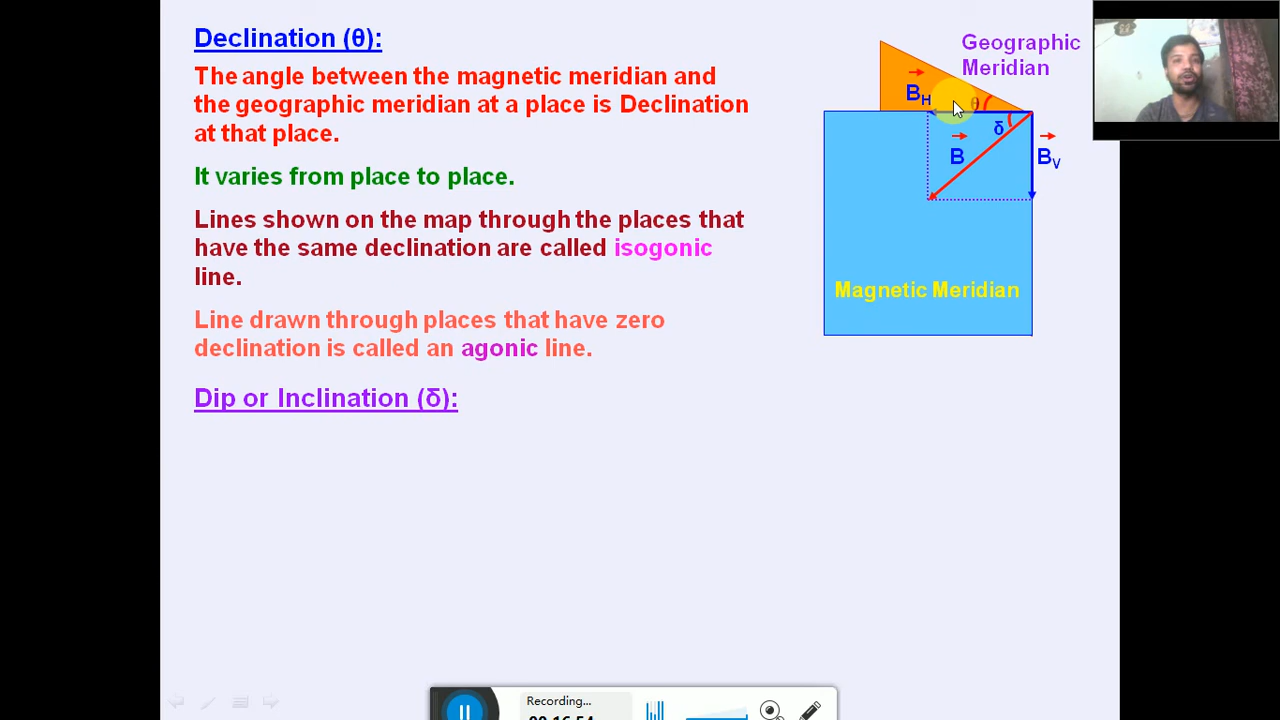 Declination (θ):
The angle between the magnetic meridian and
the geographic meridian at a place is Declination
at that place.
It varies from place to place.
Lines shown on the map through the places that
have the same declination are called isogonic
line.
Line drawn through places that have zero
declination is called an agonic line.
Dip or Inclination (δ):
Geographic
Meridian
BH
θ
δ
B
BV
Magnetic Meridian
Recording...
00:16:54